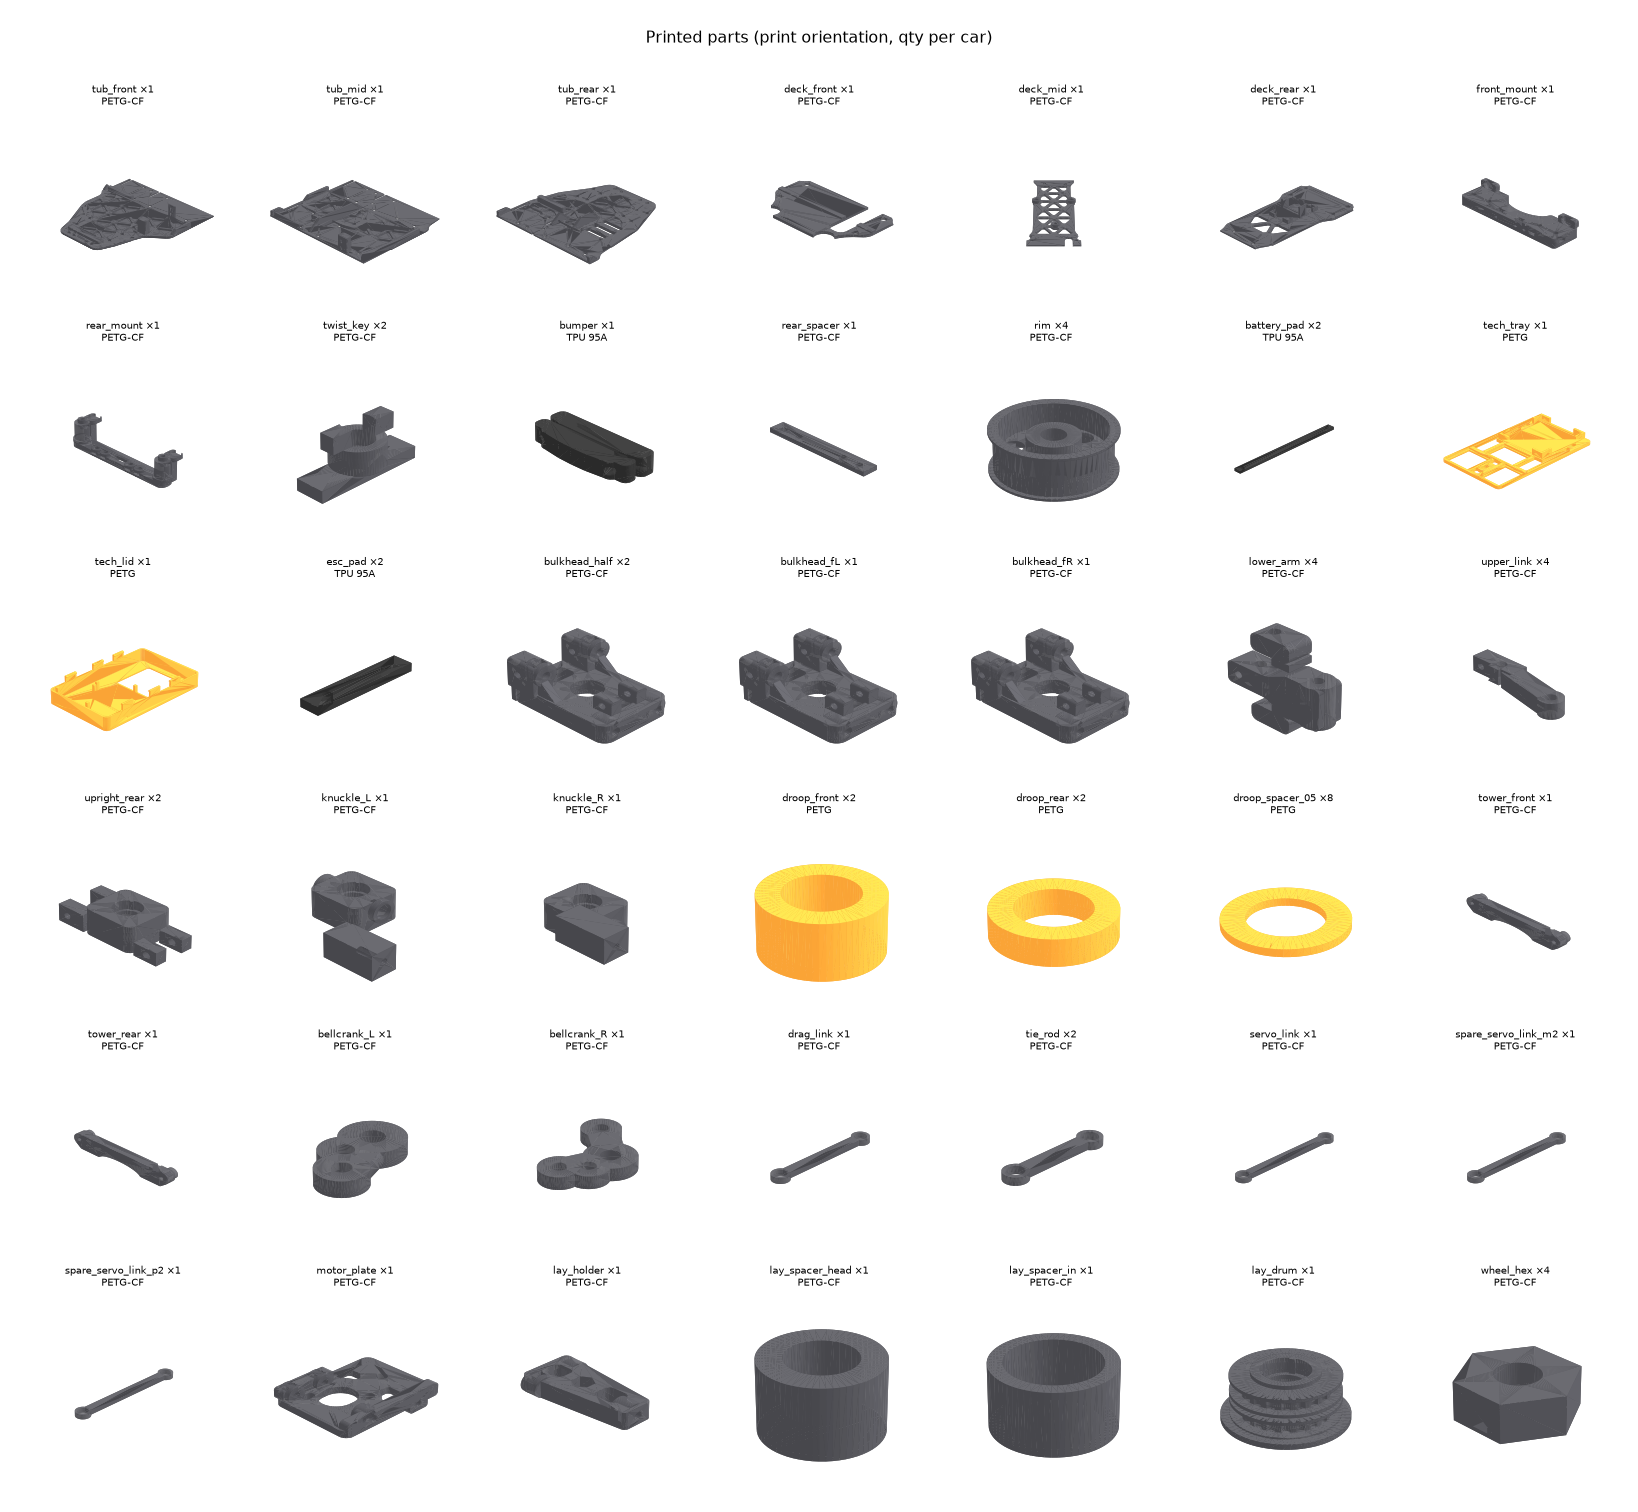 Printed parts (print orientation, qty per car)
tub_front ×1
PETG-CF
tub_mid ×1
PETG-CF
tub_rear ×1
PETG-CF
deck_front ×1
PETG-CF
deck_mid ×1
PETG-CF
deck_rear ×1
PETG-CF
front_mount ×1
PETG-CF
rear_mount ×1
PETG-CF
twist_key ×2
PETG-CF
bumper ×1
TPU 95A
rear_spacer ×1
PETG-CF
rim ×4
PETG-CF
battery_pad ×2
TPU 95A
tech_tray ×1
PETG
tech_lid ×1
PETG
esc_pad ×2
TPU 95A
bulkhead_half ×2
PETG-CF
bulkhead_fL ×1
PETG-CF
bulkhead_fR ×1
PETG-CF
lower_arm ×4
PETG-CF
upper_link ×4
PETG-CF
upright_rear ×2
PETG-CF
knuckle_L ×1
PETG-CF
knuckle_R ×1
PETG-CF
droop_front ×2
PETG
droop_rear ×2
PETG
droop_spacer_05 ×8
PETG
tower_front ×1
PETG-CF
tower_rear ×1
PETG-CF
bellcrank_L ×1
PETG-CF
bellcrank_R ×1
PETG-CF
drag_link ×1
PETG-CF
tie_rod ×2
PETG-CF
servo_link ×1
PETG-CF
spare_servo_link_m2 ×1
PETG-CF
spare_servo_link_p2 ×1
PETG-CF
motor_plate ×1
PETG-CF
lay_holder ×1
PETG-CF
lay_spacer_head ×1
PETG-CF
lay_spacer_in ×1
PETG-CF
lay_drum ×1
PETG-CF
wheel_hex ×4
PETG-CF